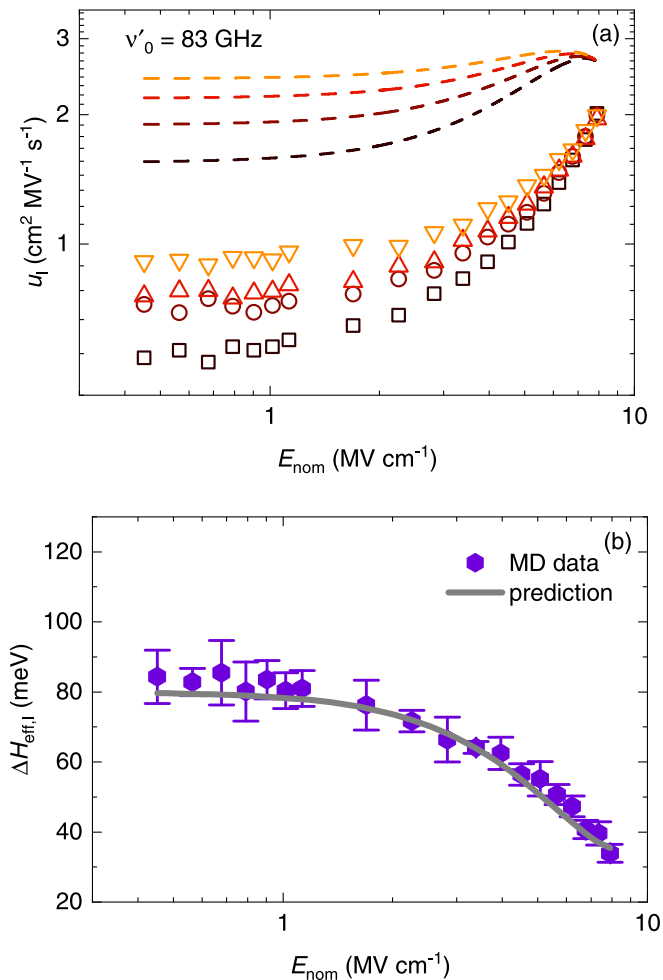 ν′0 = 83 GHz
(a)
3
2
1
uI (cm2 MV-1 s-1)
1
10
Enom (MV cm-1)
(b)
MD data
prediction
120
100
80
60
40
20
ΔHeff,I (meV)
1
10
Enom (MV cm-1)